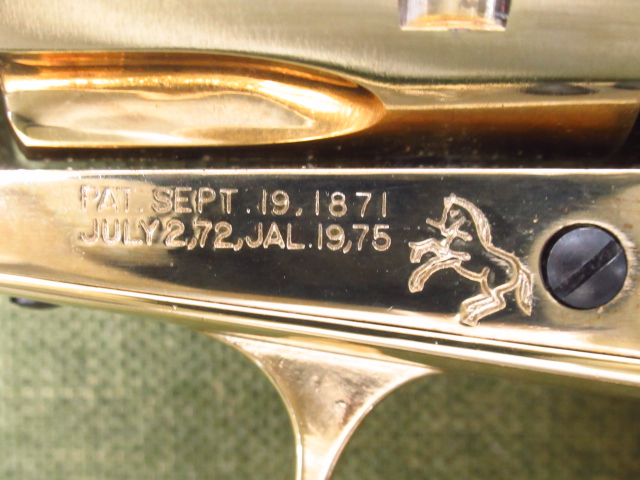 PAT. SEPT. 19, 1871
JULY 2, 72, JAL. 19, 75